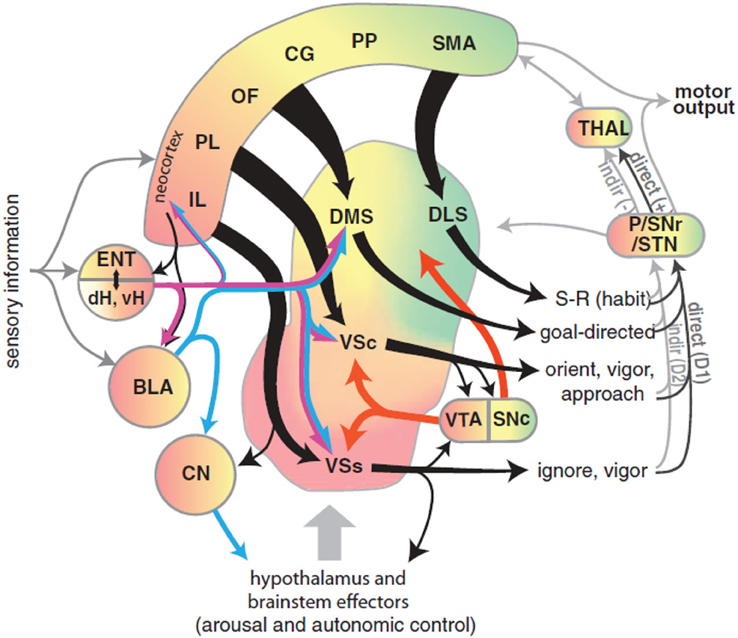 SMA
PP
CG
OF
PL
IL
neocortex
motor
output
THAL
indir (-)
direct (+)
P/SNr
/STN
DMS
DLS
sensory information
ENT
dH, vH
BLA
CN
VSc
VSs
VTA
SNc
S-R (habit)
goal-directed
orient, vigor,
approach
ignore, vigor
indir (D2)
direct (D1)
hypothalamus and
brainstem effectors
(arousal and autonomic control)